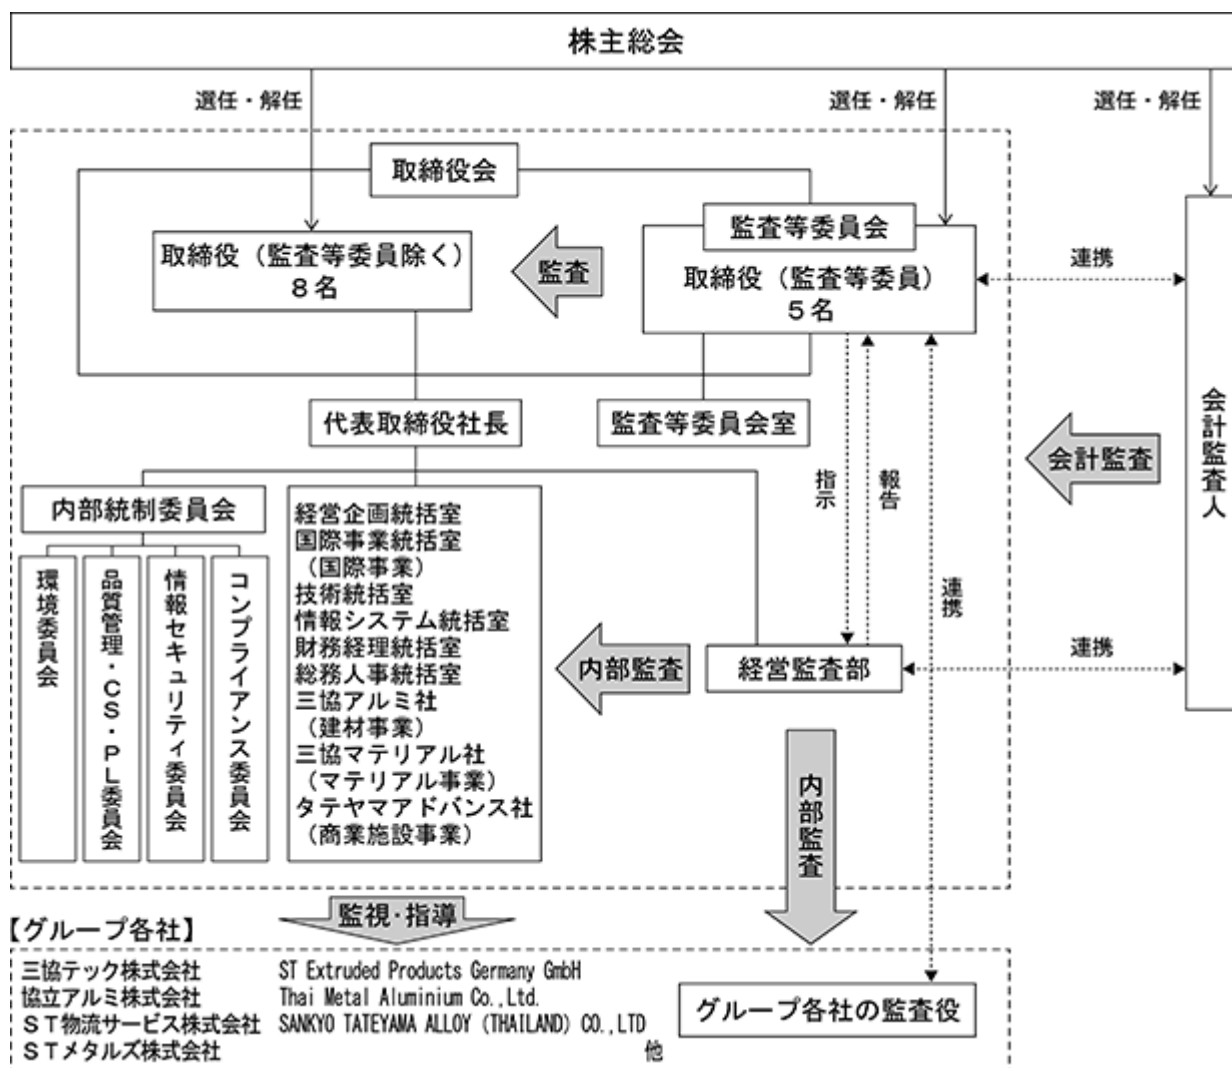 株主総会
選任・解任
選任・解任
選任・解任
取締役会
監査等委員会
取締役（監査等委員除く）
８名
監査
取締役（監査等委員）
５名
連携
代表取締役社長
監査等委員会室
会計監査人
会計監査
指示
報告
連携
内部統制委員会
環境委員会
品質管理・ＣＳ・ＰＬ委員会
情報セキュリティ委員会
コンプライアンス委員会
経営企画統括室
国際事業統括室
（国際事業）
技術統括室
情報システム統括室
財務経理統括室
総務人事統括室
三協アルミ社
（建材事業）
三協マテリアル社
（マテリアル事業）
タテヤマアドバンス社
（商業施設事業）
内部監査
経営監査部
連携
内部監査
監視・指導
【グループ各社】
三協テック株式会社
協立アルミ株式会社
ＳＴ物流サービス株式会社
ＳＴメタルズ株式会社
ST Extruded Products Germany GmbH
Thai Metal Aluminium Co.,Ltd.
SANKYO TATEYAMA ALLOY (THAILAND) CO.,LTD
他
グループ各社の監査役